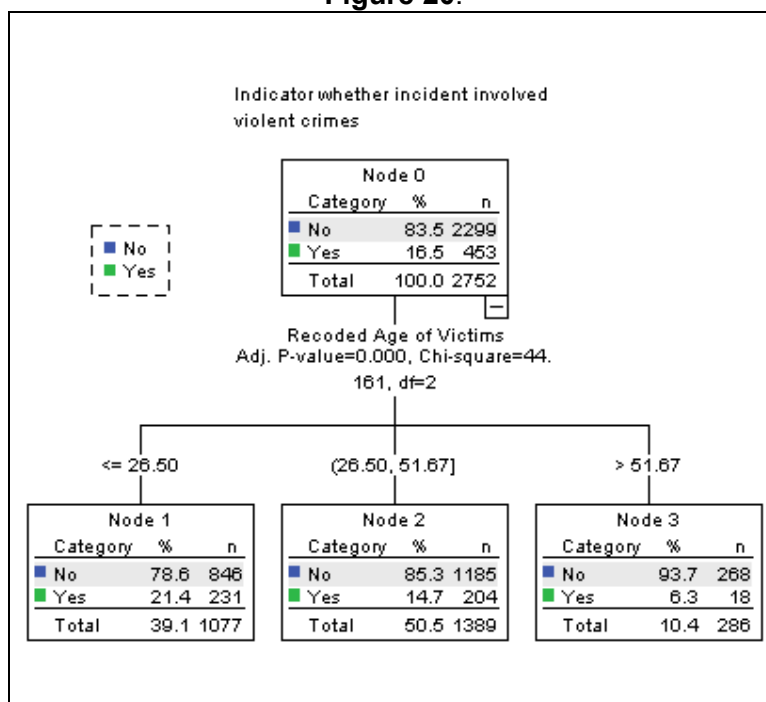 Indicator whether incident involved
violent crimes
Node 0
Category % n
No 83.5 2299
Yes 16.5 453
Total 100.0 2752
No
Yes
Recoded Age of Victims
Adj. P-value=0.000, Chi-square=44.
161, df=2
<= 26.50
(26.50, 51.67]
> 51.67
Node 1
Category % n
No 78.6 846
Yes 21.4 231
Total 39.1 1077
Node 2
Category % n
No 85.3 1185
Yes 14.7 204
Total 50.5 1389
Node 3
Category % n
No 93.7 268
Yes 6.3 18
Total 10.4 286